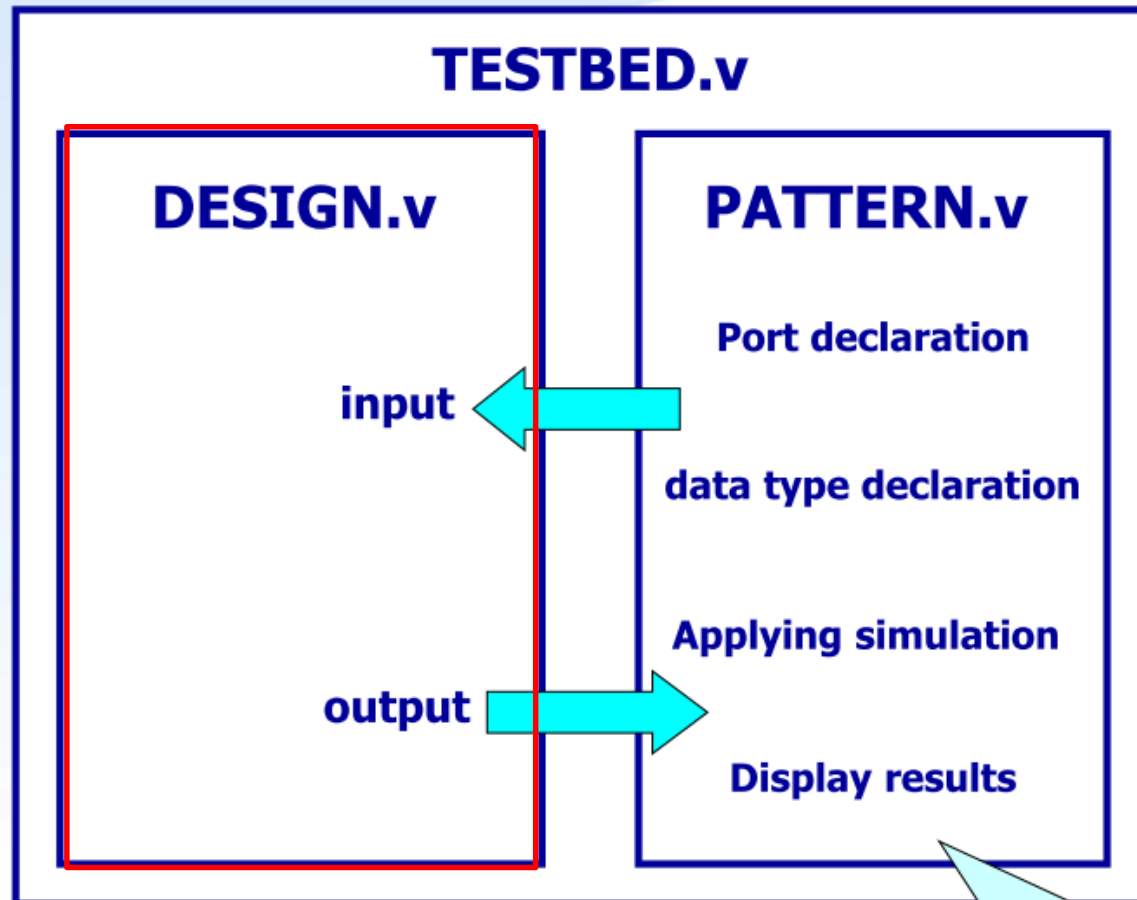 TESTBED.v
DESIGN.v
input
output
PATTERN.v
Port declaration
data type declaration
Applying simulation
Display results